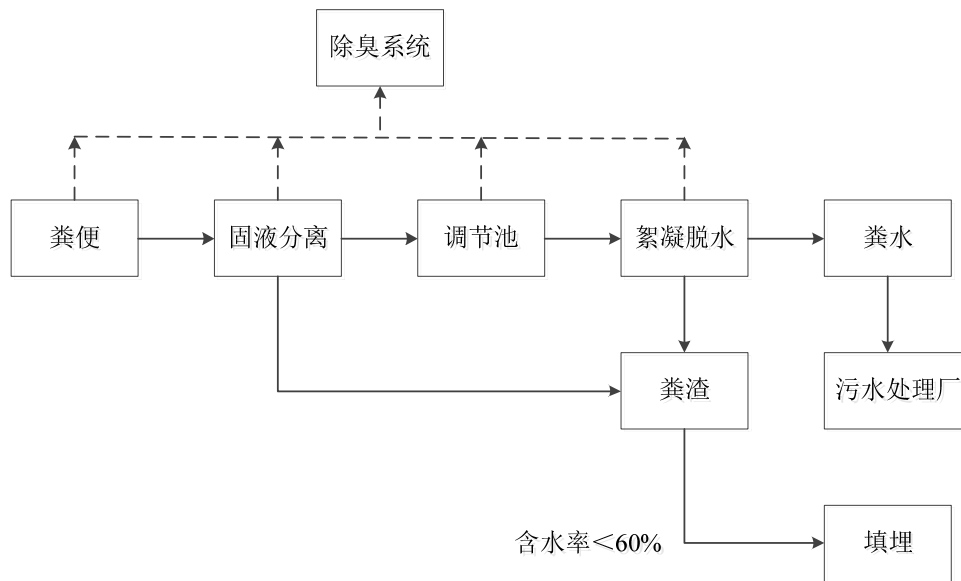 除臭系统
粪便
固液分离
调节池
絮凝脱水
粪水
粪渣
污水处理厂
含水率＜60%
填埋